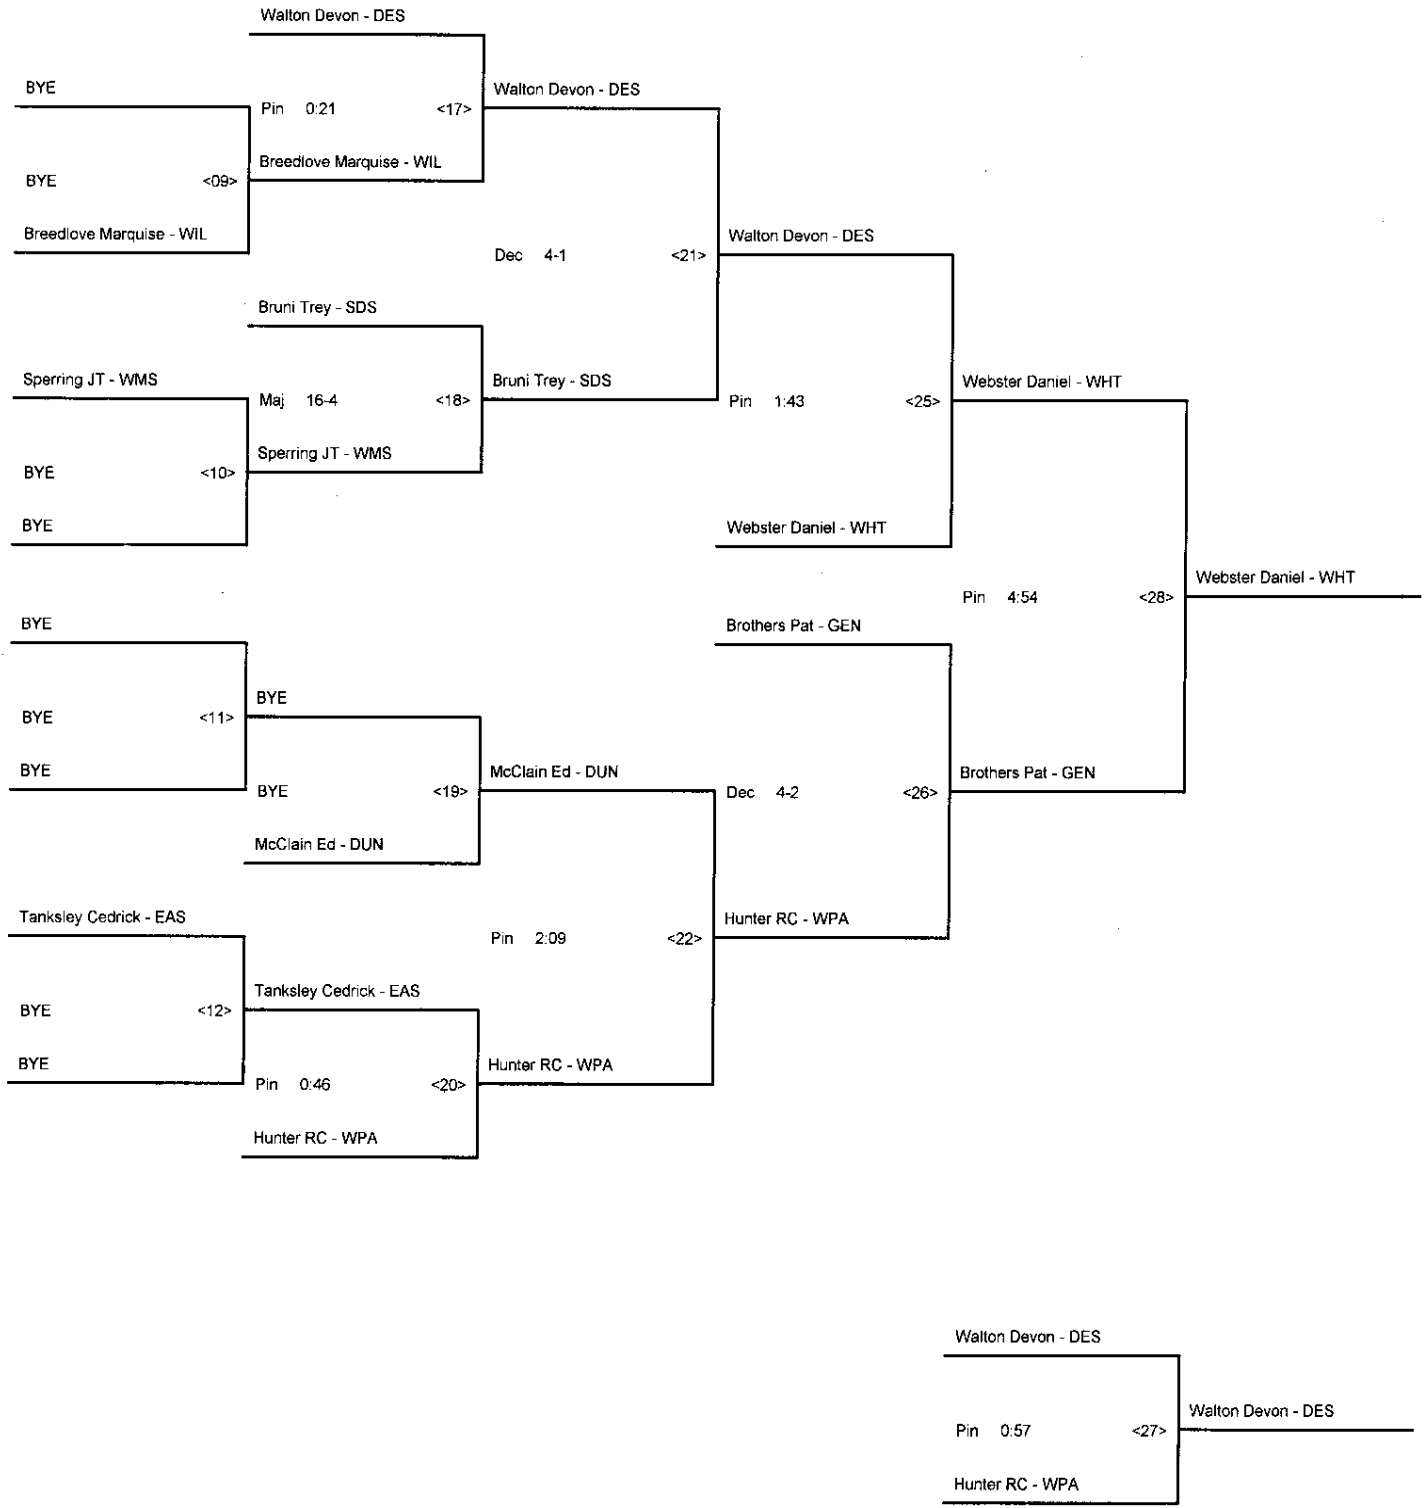 Walton Devon - DES
BYE
Pin 0:21 <17>
Walton Devon - DES
Breedlove Marquise - WIL
BYE <09>
Breedlove Marquise - WIL
Dec 4-1 <21>
Walton Devon - DES
Bruni Trey - SDS
Sperring JT - WMS
Maj 16-4 <18>
Bruni Trey - SDS
Pin 1:43 <25>
Webster Daniel - WHT
Sperring JT - WMS
BYE <10>
BYE
Webster Daniel - WHT
Pin 4:54 <28>
Webster Daniel - WHT
BYE
Brothers Pat - GEN
BYE
BYE <11>
BYE
McClain Ed - DUN
BYE <19>
Dec 4-2 <26>
Brothers Pat - GEN
McClain Ed - DUN
Tanksley Cedrick - EAS
Pin 2:09 <22>
Hunter RC - WPA
Tanksley Cedrick - EAS
BYE <12>
BYE
Hunter RC - WPA
Pin 0:46 <20>
Hunter RC - WPA
Walton Devon - DES
Pin 0:57 <27>
Walton Devon - DES
Hunter RC - WPA